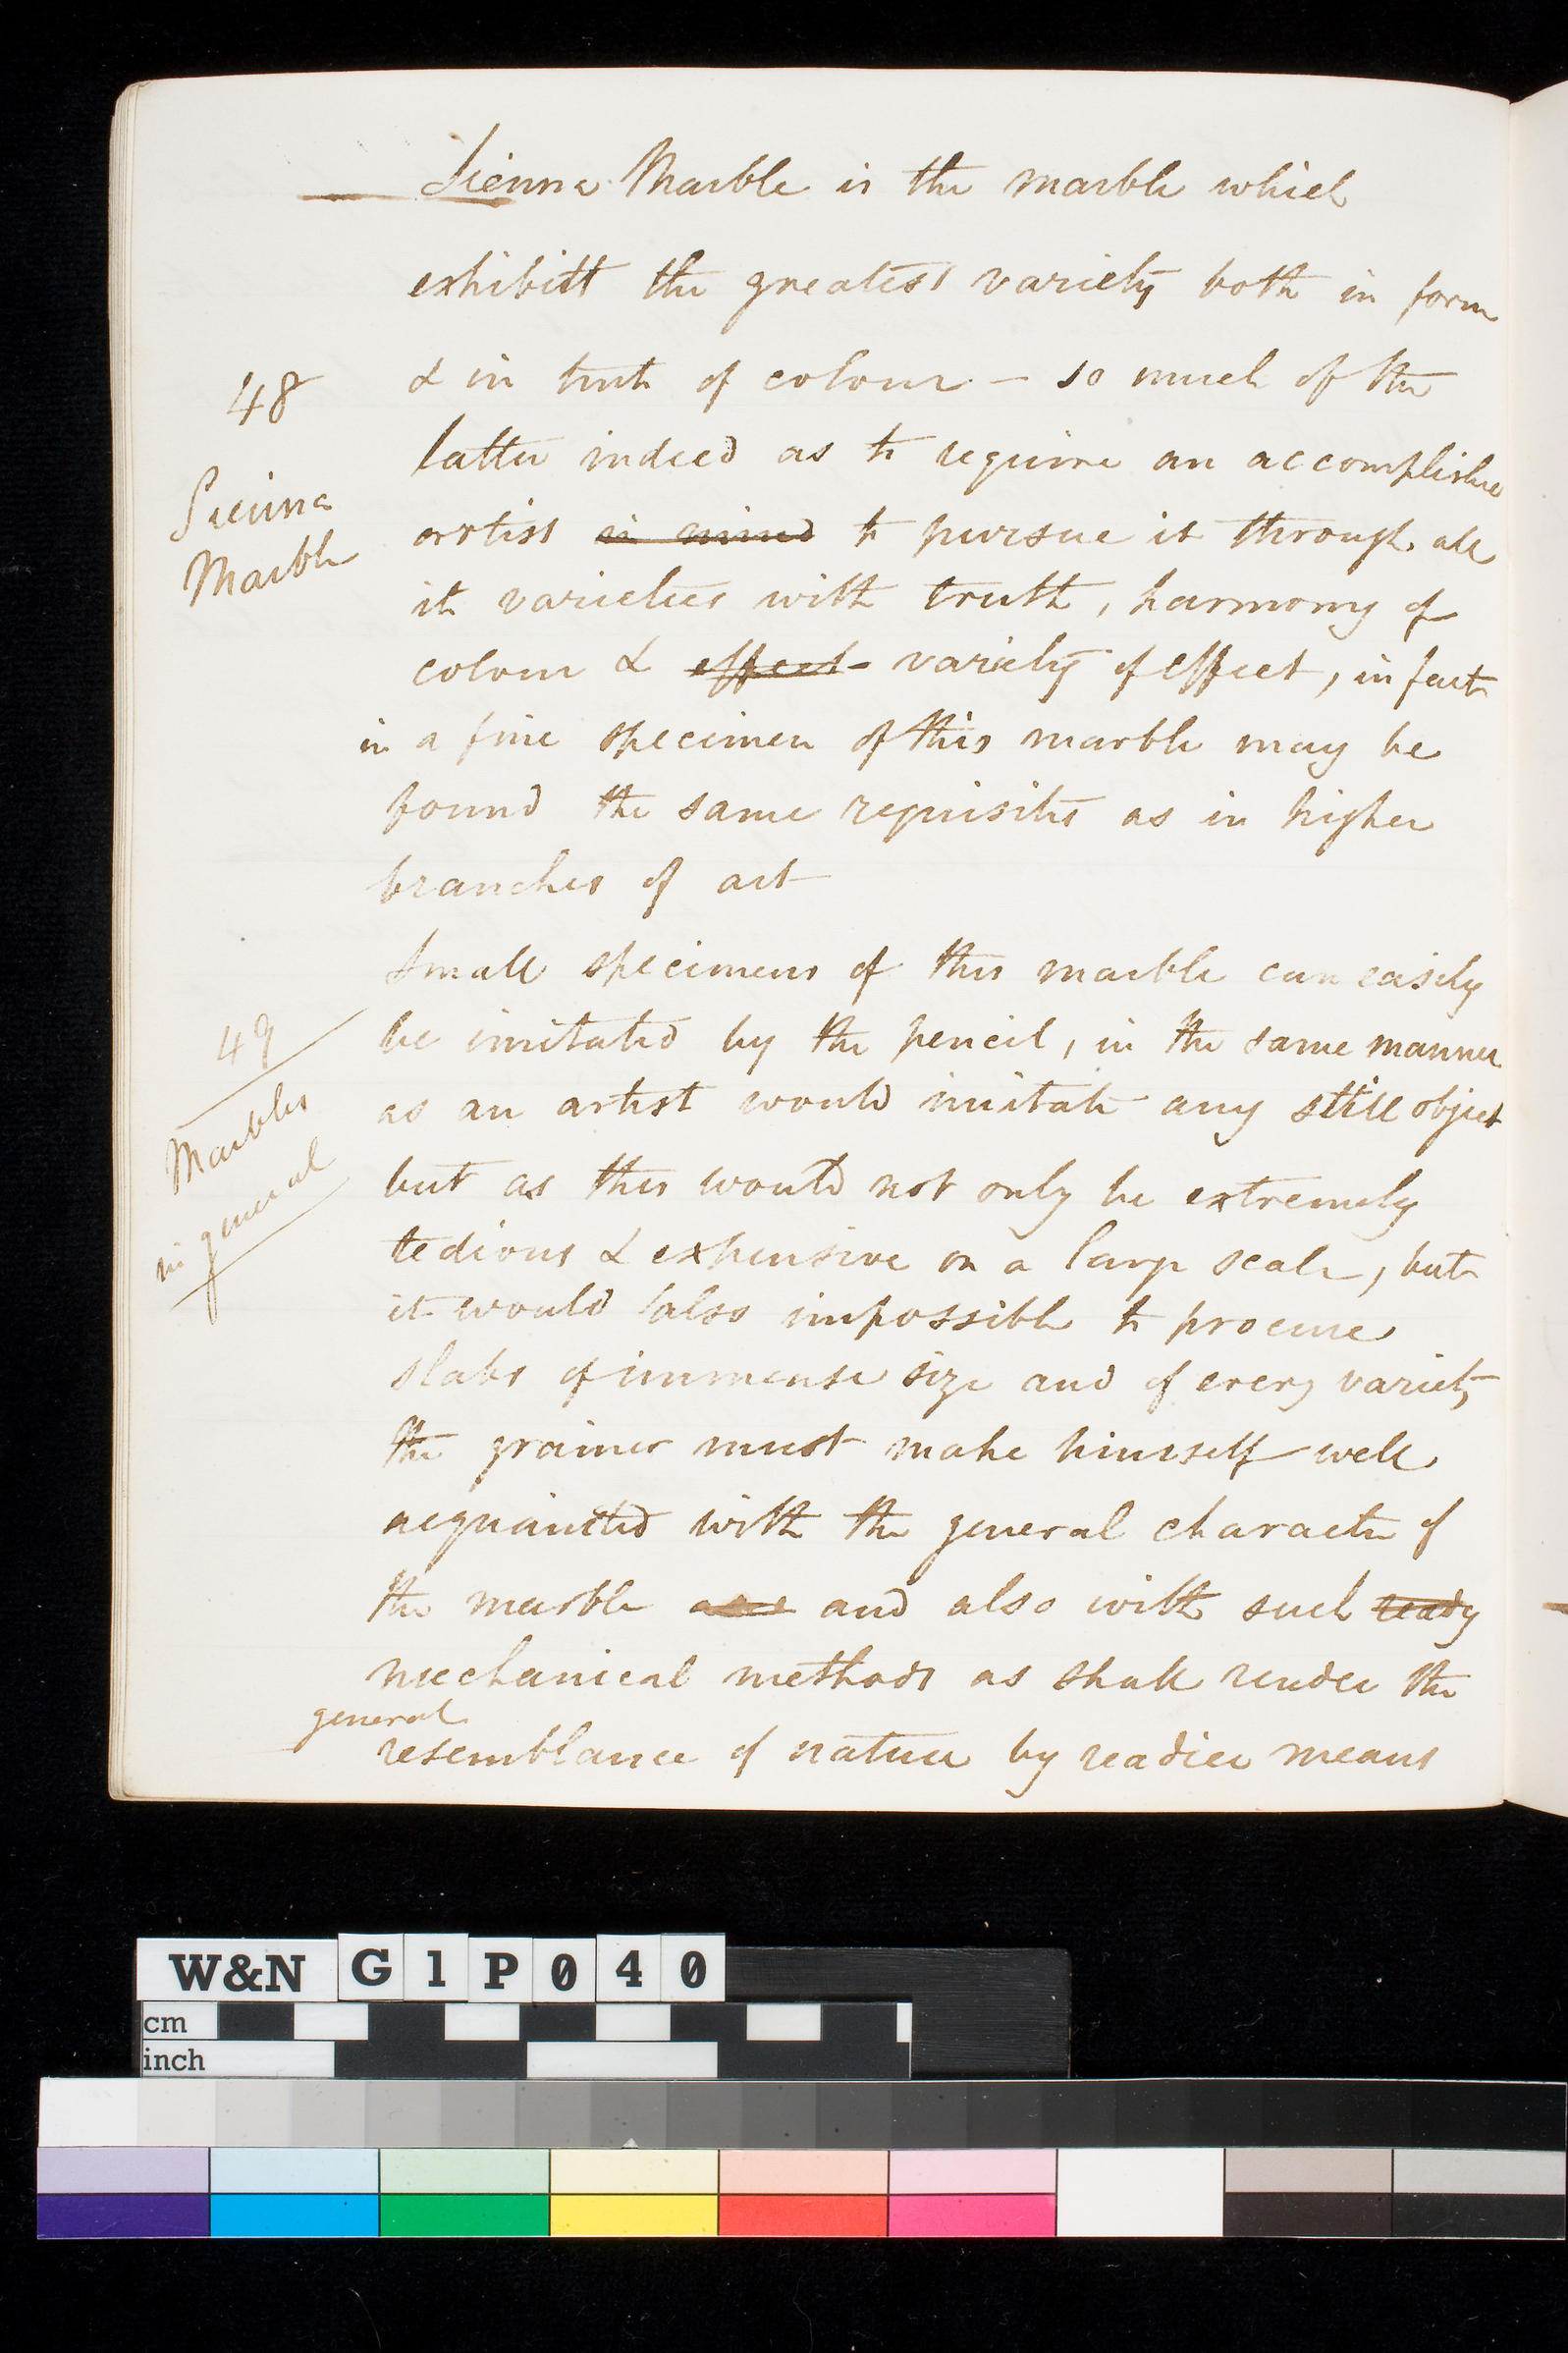 Sienna Marble is the marble which
exhibitt the greatest variety both in form
48
& in tint of colour - so much of the
latter indeed as to require an accomplished
Sienna
artist in mind to pursue it through all
Marble
its varieties with truth, harmony of
colour & effect variety of effect, in fact
in a fine specimen of this marble may be
found the same requisites as in higher
branches of art
Small specimens of this marble can easily
49
be imitated by the pencil, in the same manner
Marbles
as an artist would imitate any still object
in general
but as this would not only be extremely
tedious & expensive on a large scale, but
it would also impossible to procure
slabs of immense size and of every variety
the grainer must make himself well
acquainted with the general character of
the marble and also with such ready
mechanical methods as shall render the
general
resemblance of nature by readier means
W&N G1P040
cm
inch